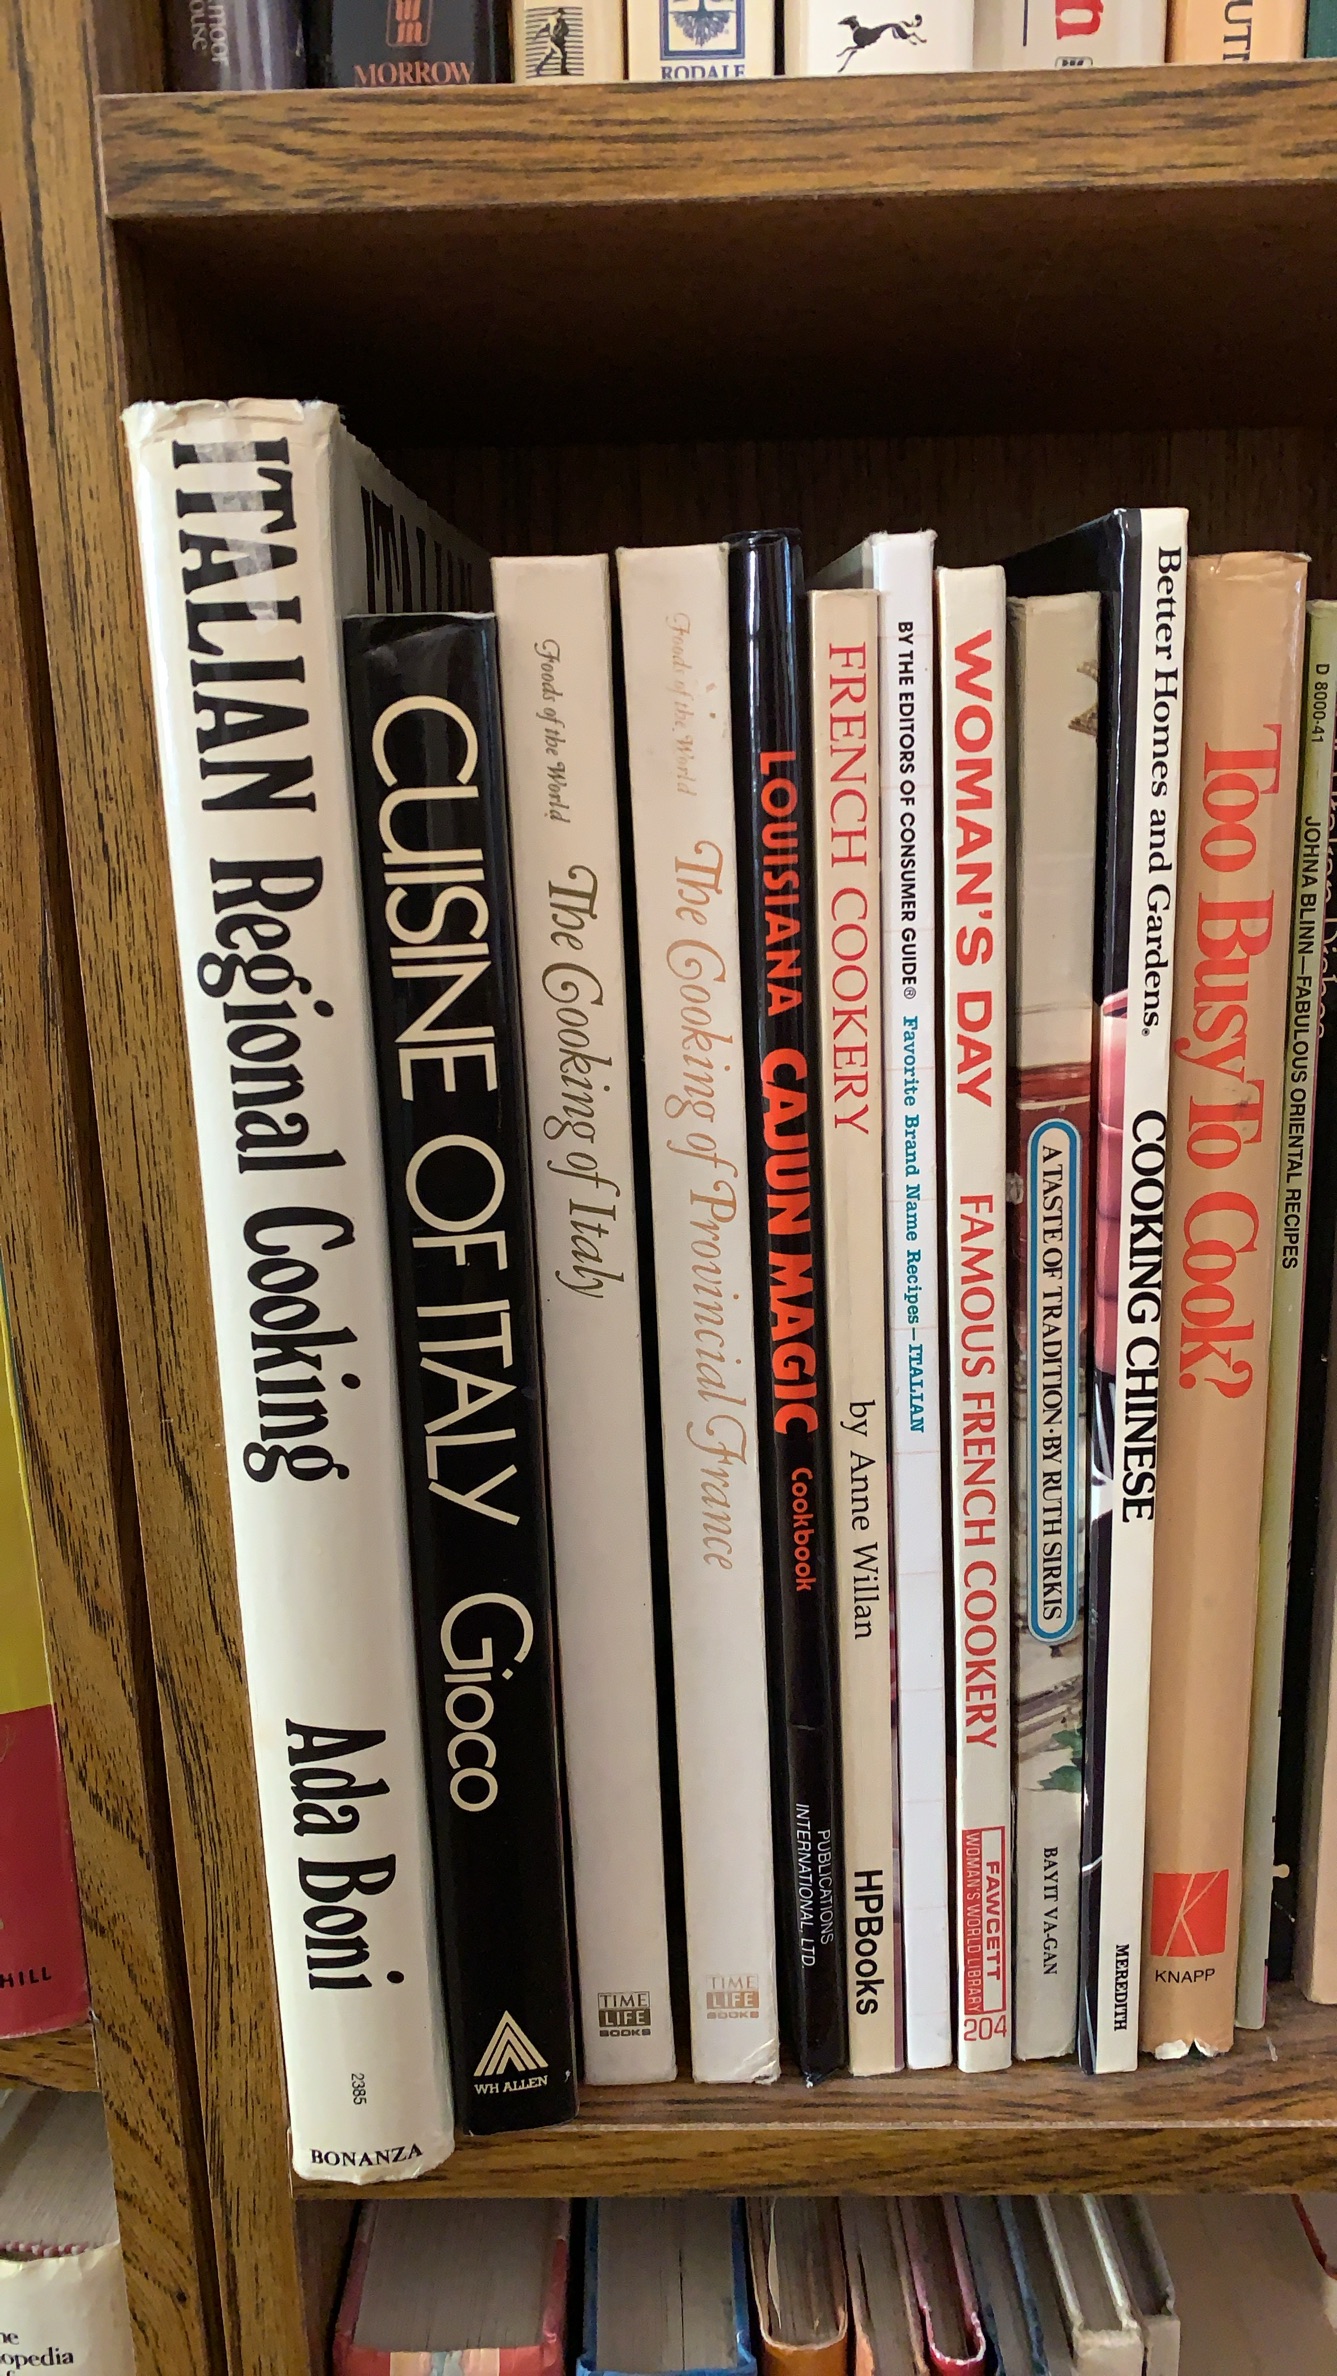 MORROW
RODALE
ITALIAN Regional Cooking Ada Boni
2385
BONANZA
CUISINE OF ITALY GIOCO
WH ALLEN
Foods of the World The Cooking of Italy
TIME
LIFE
BOOKS
Foods of the World The Cooking of Provincial France
TIME
LIFE
BOOKS
LOUISIANA CAJUN MAGIC Cookbook
PUBLICATIONS
INTERNATIONAL, LTD.
FRENCH COOKERY by Anne Willan HPBooks
BY THE EDITORS OF CONSUMER GUIDE® Favorite Brand Name Recipes—ITALIAN
WOMAN'S DAY FAMOUS FRENCH COOKERY
FAWCETT
WOMAN'S WORLD LIBRARY
204
A TASTE OF TRADITION·BY RUTH SIRKIS
BAYIT VA-GAN
Better Homes and Gardens® COOKING CHINESE MEREDITH
Too Busy To Cook?
KNAPP
D 8000-41 JOHNA BLINN—FABULOUS ORIENTAL RECIPES
HILL
opedia